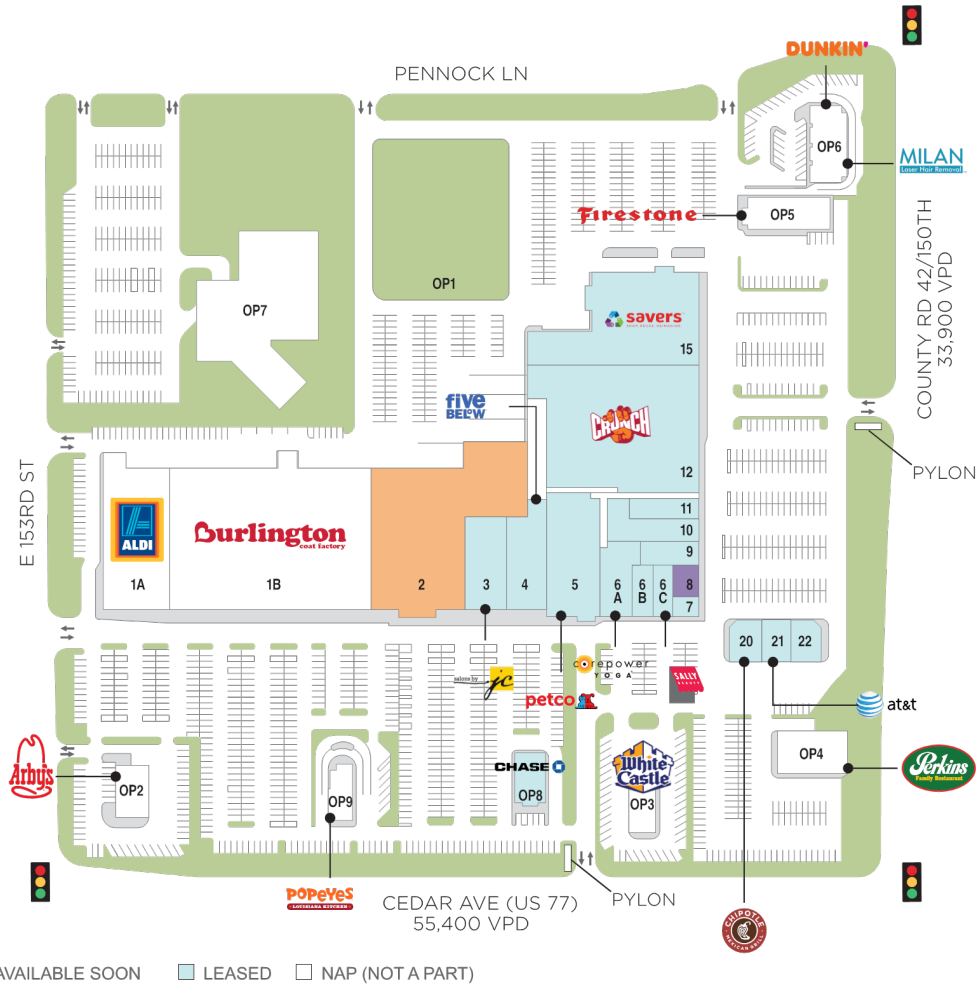 DUNKIN'
PENNOCK LN
OP6
MILAN
Laser Hair Removal
Firestone
OP5
COUNTY RD 42/150TH
33,900 VPD
OP1
OP7
savers
15
five
BELOW
CRUNCH
12
PYLON
E 153RD ST
ALDI
1A
Burlington
coat factory
1B
2
3
4
5
6
A
6
B
6
C
11
10
9
8
7
20
21
22
corepower
YOGA
salons by
jc
petco
SALLY
BEAUTY
at&t
Arby's
OP2
OP9
CHASE
OP8
White
Castle
OP3
OP4
Perkins
Family Restaurant
POPEYES
LOUISIANA KITCHEN
CEDAR AVE (US 77)
55,400 VPD
PYLON
CHIPOTLE
MEXICAN GRILL
AVAILABLE SOON
LEASED
NAP (NOT A PART)